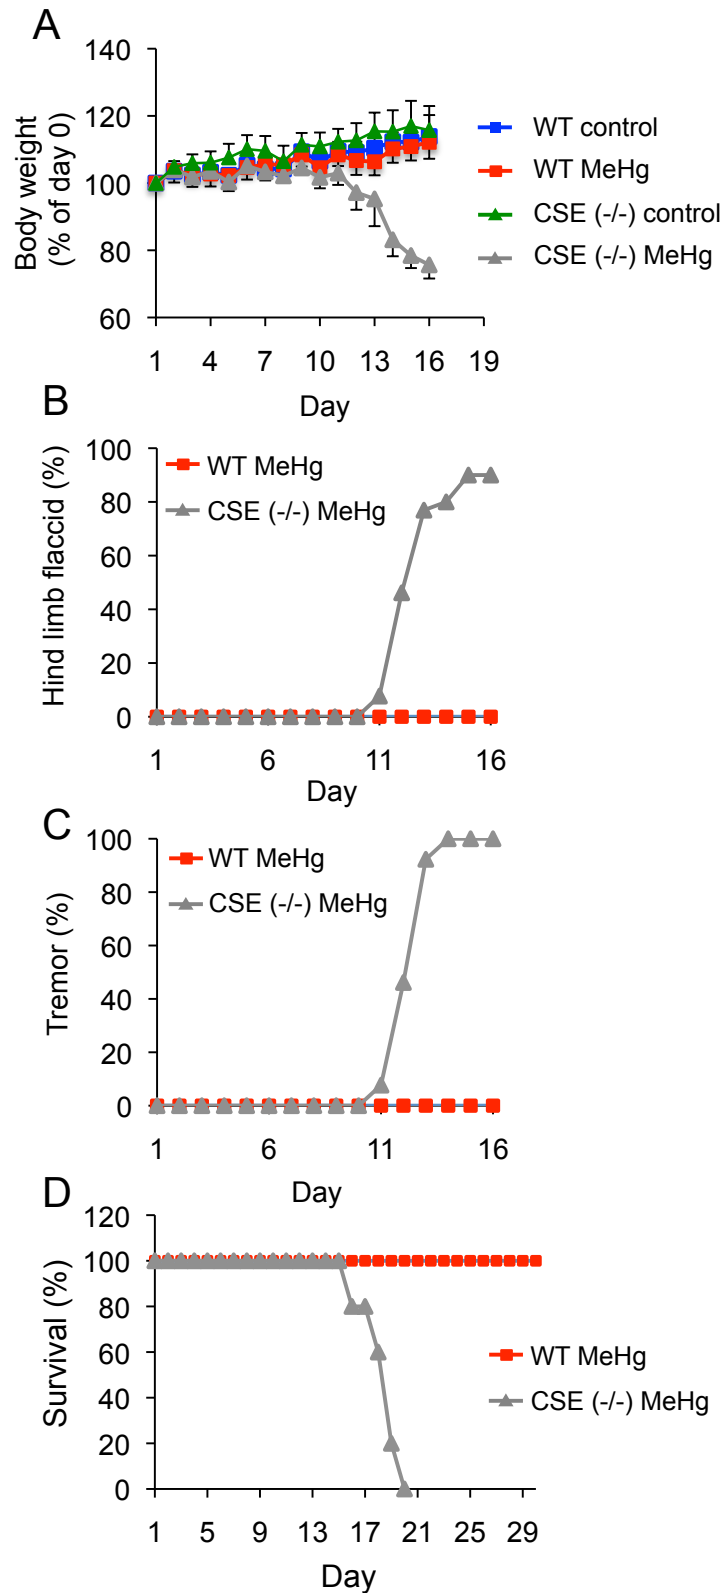 A
140
120
100
80
60
Body weight
(% of day 0)
1 4 7 10 13 16 19
Day
WT control
WT MeHg
CSE (-/-) control
CSE (-/-) MeHg
B
100
80
60
40
20
0
Hind limb flaccid (%)
WT MeHg
CSE (-/-) MeHg
1 6 11 16
Day
C
100
80
60
40
20
0
Tremor (%)
WT MeHg
CSE (-/-) MeHg
1 6 11 16
Day
D
120
100
80
60
40
20
0
Survival (%)
WT MeHg
CSE (-/-) MeHg
1 5 9 13 17 21 25 29
Day